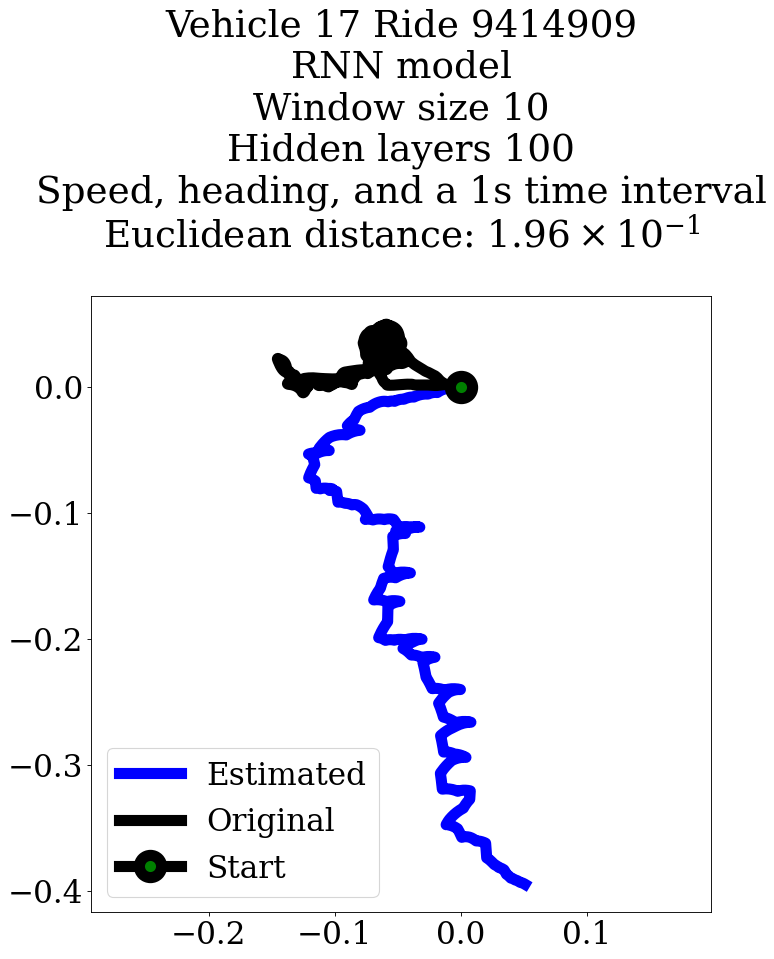 Vehicle 17 Ride 9414909
RNN model
Window size 10
Hidden layers 100
Speed, heading, and a 1s time interval
Euclidean distance: 1.96 × 10⁻¹
0.0
−0.1
−0.2
−0.3
−0.4
Estimated
Original
Start
−0.2
−0.1
0.0
0.1